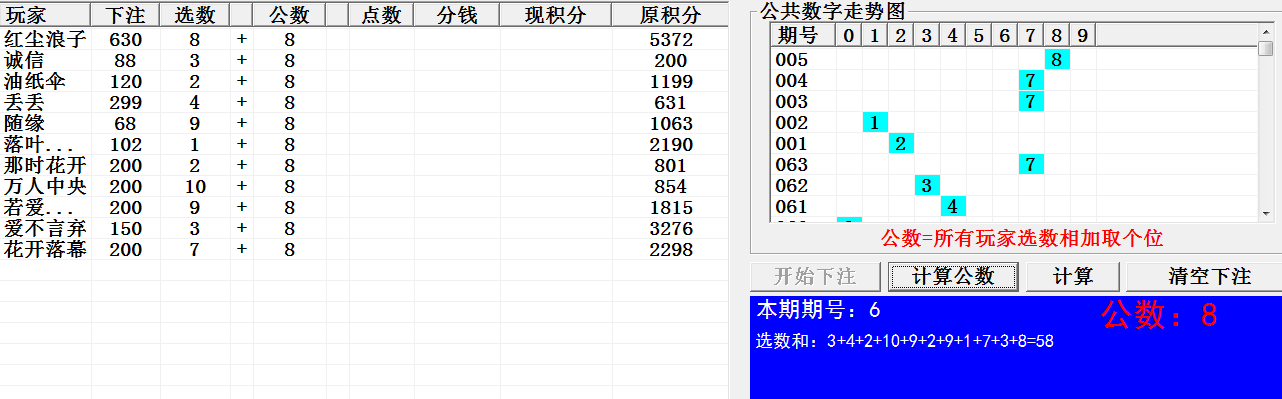 玩家 下注 选数 公数 点数 分钱 现积分 原积分
红尘浪子 630 8 + 8 5372
诚信 88 3 + 8 200
油纸伞 120 2 + 8 1199
丢丢 299 4 + 8 631
随缘 68 9 + 8 1063
落叶... 102 1 + 8 2190
那时花开 200 2 + 8 801
万人中央 200 10 + 8 854
若爱... 200 9 + 8 1815
爱不言弃 150 3 + 8 3276
花开落幕 200 7 + 8 2298
公共数字走势图
期号 0 1 2 3 4 5 6 7 8 9
005 8
004 7
003 7
002 1
001 2
063 7
062 3
061 4
公数=所有玩家选数相加取个位
开始下注 计算公数 计算 清空下注
本期期号：6 公数：8
选数和：3+4+2+10+9+2+9+1+7+3+8=58